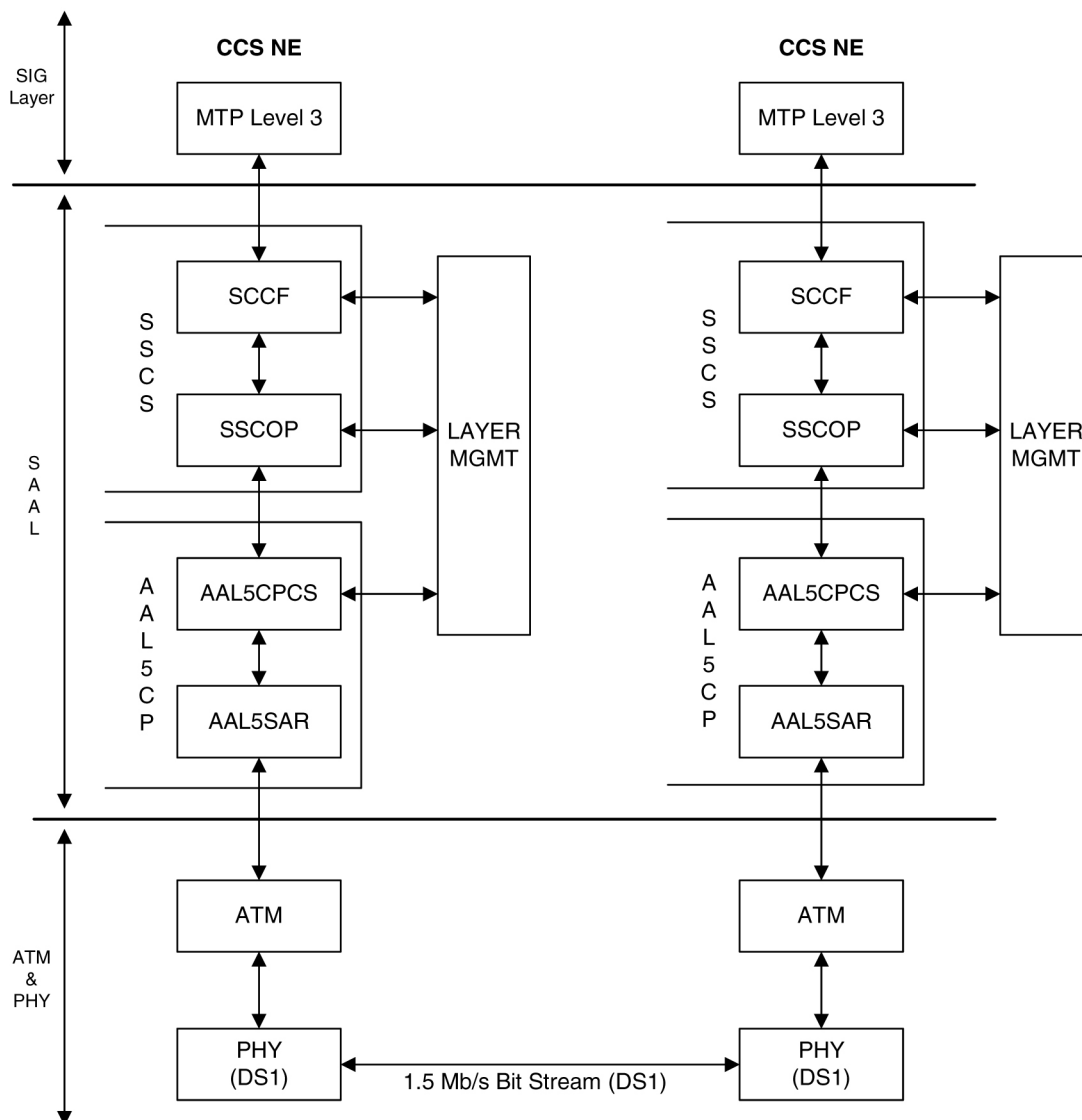 CCS NE
CCS NE
SIG
Layer
MTP Level 3
MTP Level 3
SCCF
SCCF
S
S
C
S
S
S
C
S
SSCOP
SSCOP
LAYER
MGMT
LAYER
MGMT
S
A
A
L
A
A
L
5
C
P
A
A
L
5
C
P
AAL5CPCS
AAL5CPCS
AAL5SAR
AAL5SAR
ATM
ATM
ATM
&
PHY
PHY
(DS1)
1.5 Mb/s Bit Stream (DS1)
PHY
(DS1)